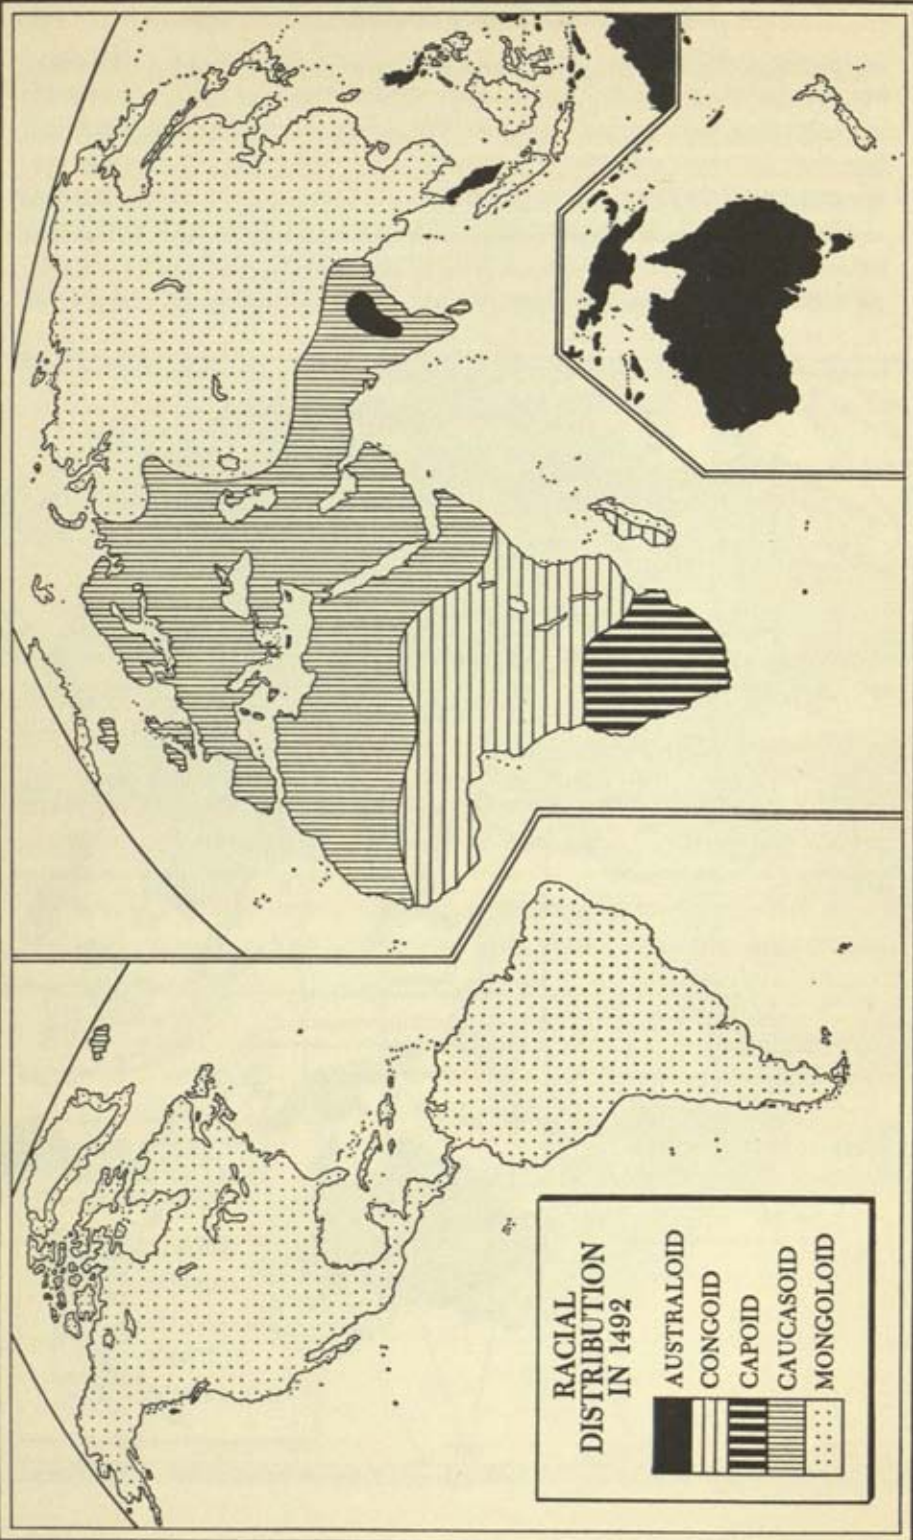 RACIAL
DISTRIBUTION
IN 1492
AUSTRALOID
CONGOID
CAPOID
CAUCASOID
MONGOLOID